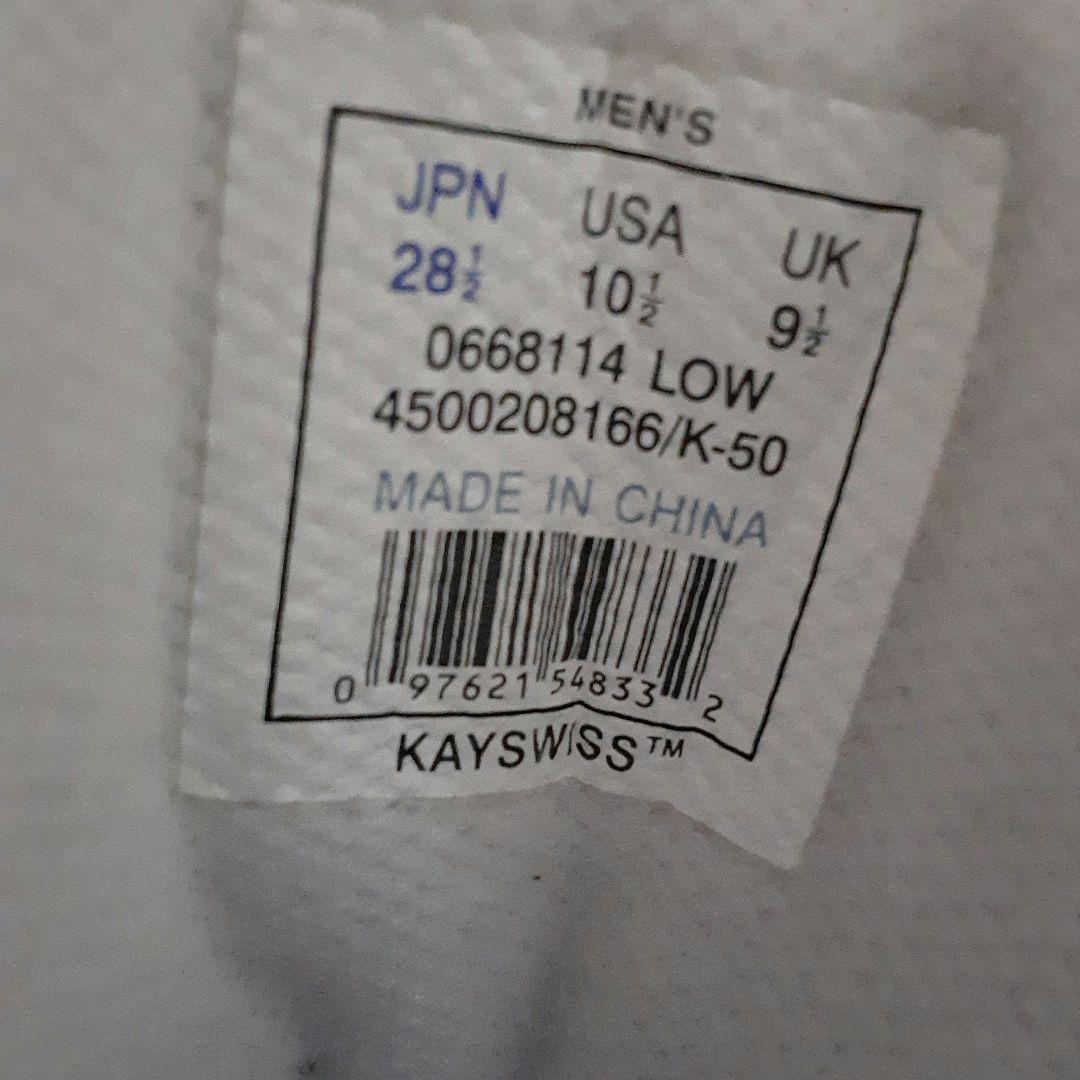 MEN'S
JPN USA UK
28½ 10½ 9½
0668114 LOW
4500208166/K-50
MADE IN CHINA
0 97621 54833 2
KAYSWISS™